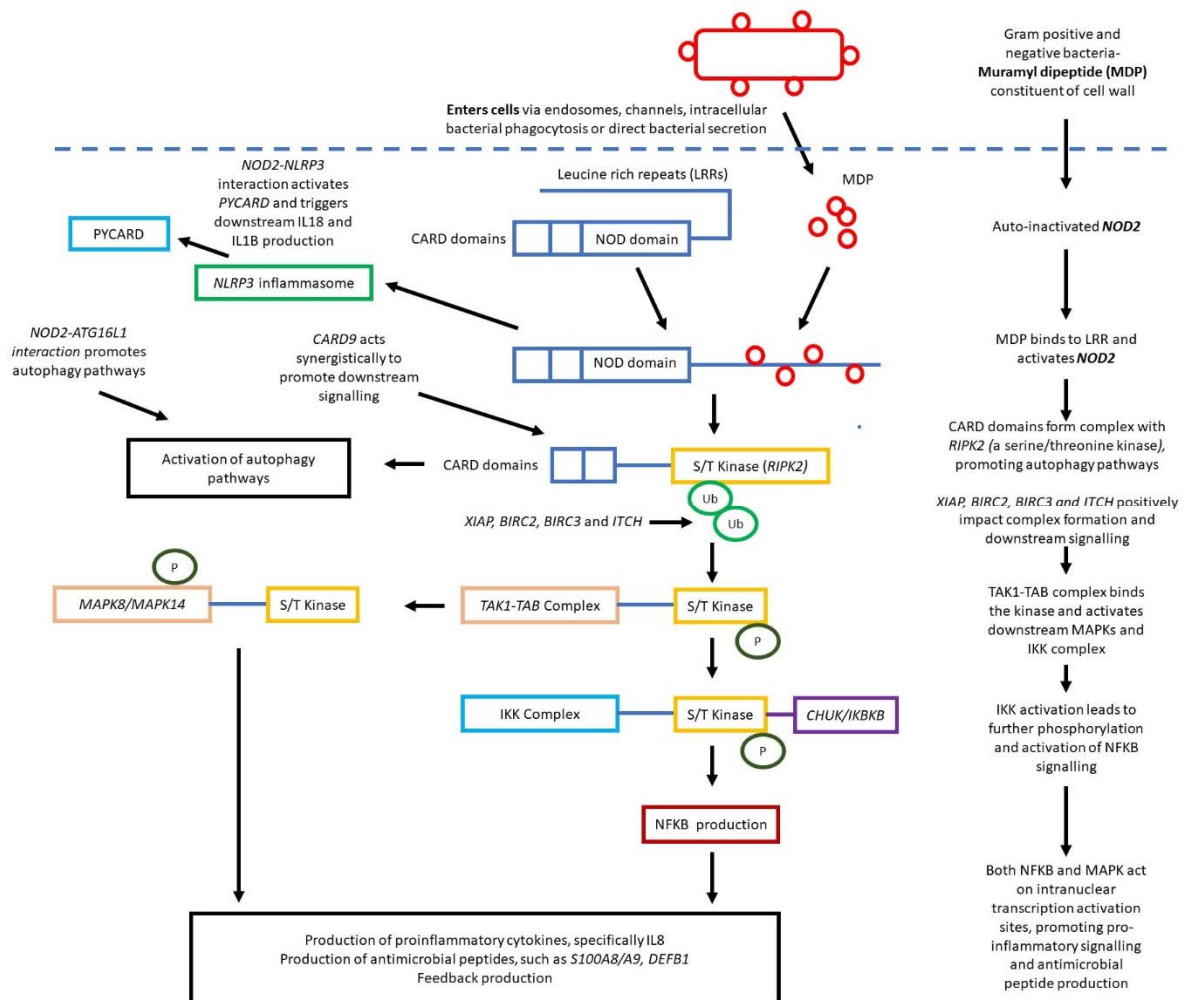 Gram positive and
negative bacteria-
Muramyl dipeptide (MDP)
constituent of cell wall
Enters cells via endosomes, channels, intracellular
bacterial phagocytosis or direct bacterial secretion
NOD2-NLRP3
interaction activates
PYCARD and triggers
downstream IL18 and
IL1B production
Leucine rich repeats (LRRs)
MDP
PYCARD
CARD domains
NOD domain
Auto-inactivated NOD2
NLRP3 inflammasome
NOD2-ATG16L1
interaction promotes
autophagy pathways
CARD9 acts
synergistically to
promote downstream
signalling
NOD domain
MDP binds to LRR and
activates NOD2
Activation of autophagy
pathways
CARD domains
S/T Kinase (RIPK2)
CARD domains form complex with
RIPK2 (a serine/threonine kinase),
promoting autophagy pathways
Ub
Ub
XIAP, BIRC2, BIRC3 and ITCH
XIAP, BIRC2, BIRC3 and ITCH positively
impact complex formation and
downstream signalling
P
MAPK8/MAPK14
S/T Kinase
TAK1-TAB Complex
S/T Kinase
P
TAK1-TAB complex binds
the kinase and activates
downstream MAPKs and
IKK complex
IKK Complex
S/T Kinase
CHUK/IKBKB
P
IKK activation leads to
further phosphorylation
and activation of NFKB
signalling
NFKB production
Both NFKB and MAPK act
on intranuclear
transcription activation
sites, promoting pro-
inflammatory signalling
and antimicrobial
peptide production
Production of proinflammatory cytokines, specifically IL8
Production of antimicrobial peptides, such as S100A8/A9, DEFB1
Feedback production